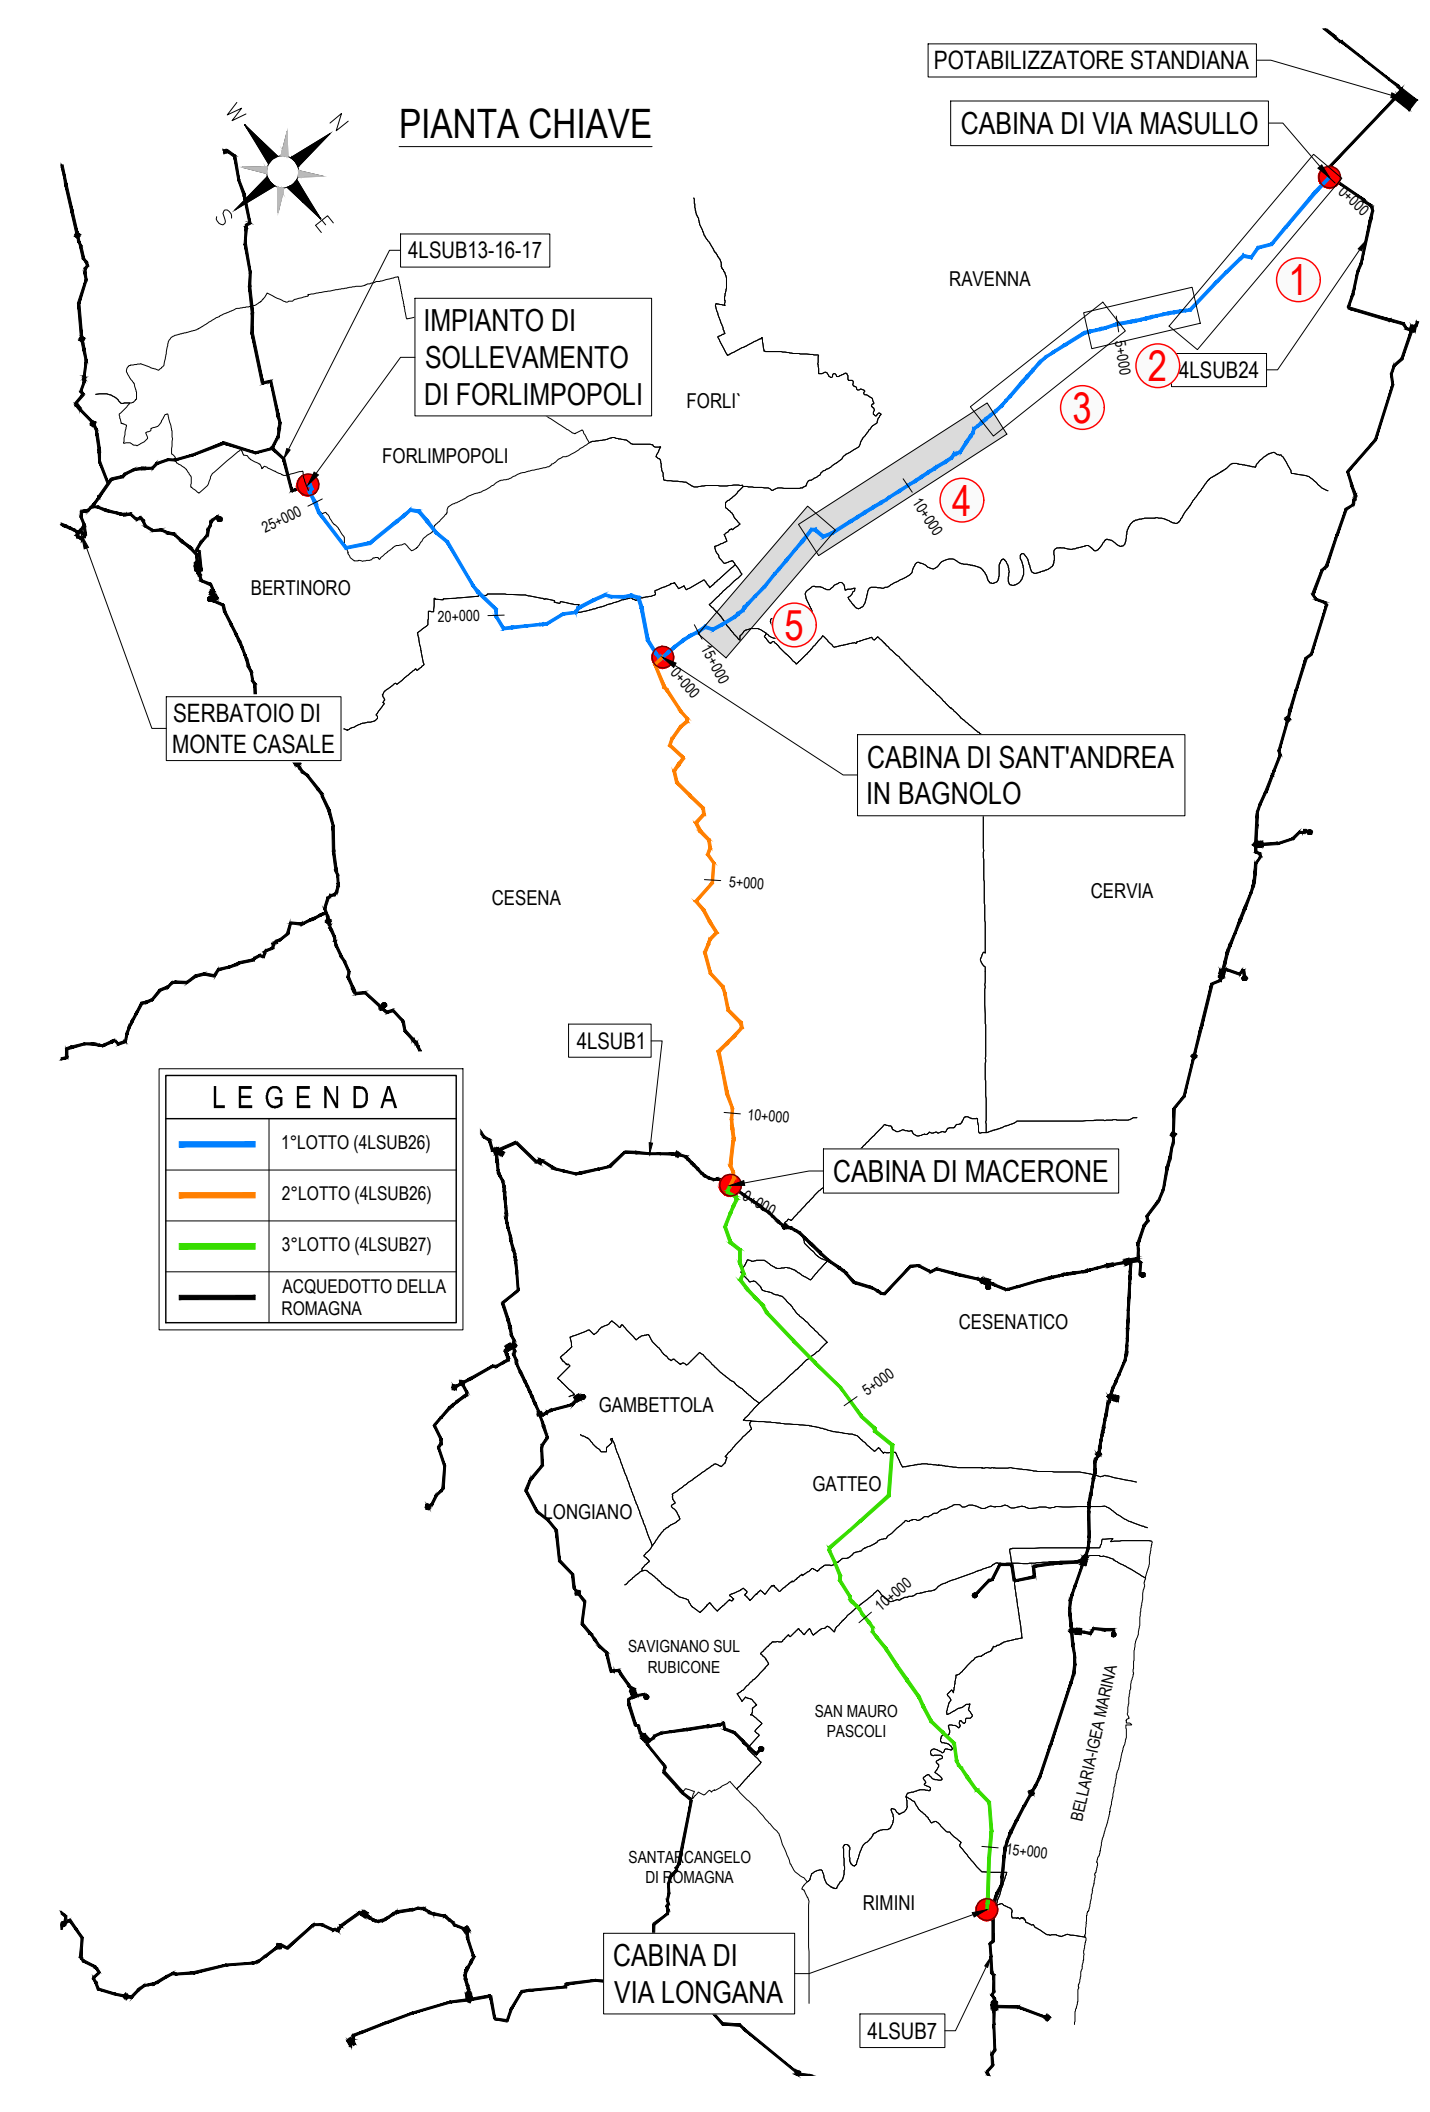 POTABILIZZATORE STANDIANA
PIANTA CHIAVE
CABINA DI VIA MASULLO
W
N
S
E
0+000
4LSUB13-16-17
RAVENNA
1
IMPIANTO DI
SOLLEVAMENTO
DI FORLIMPOPOLI
5+000
2
4LSUB24
FORLI`
3
FORLIMPOPOLI
4
10+000
25+000
BERTINORO
20+000
5
15+000
0+000
SERBATOIO DI
MONTE CASALE
CABINA DI SANT'ANDREA
IN BAGNOLO
5+000
CESENA
CERVIA
4LSUB1
LEGENDA
1°LOTTO (4LSUB26)
2°LOTTO (4LSUB26)
3°LOTTO (4LSUB27)
ACQUEDOTTO DELLA
ROMAGNA
10+000
CABINA DI MACERONE
0+000
CESENATICO
5+000
GAMBETTOLA
GATTEO
LONGIANO
10+000
SAVIGNANO SUL
RUBICONE
SAN MAURO
PASCOLI
BELLARIA-IGEA MARINA
15+000
SANTARCANGELO
DI ROMAGNA
RIMINI
CABINA DI
VIA LONGANA
4LSUB7